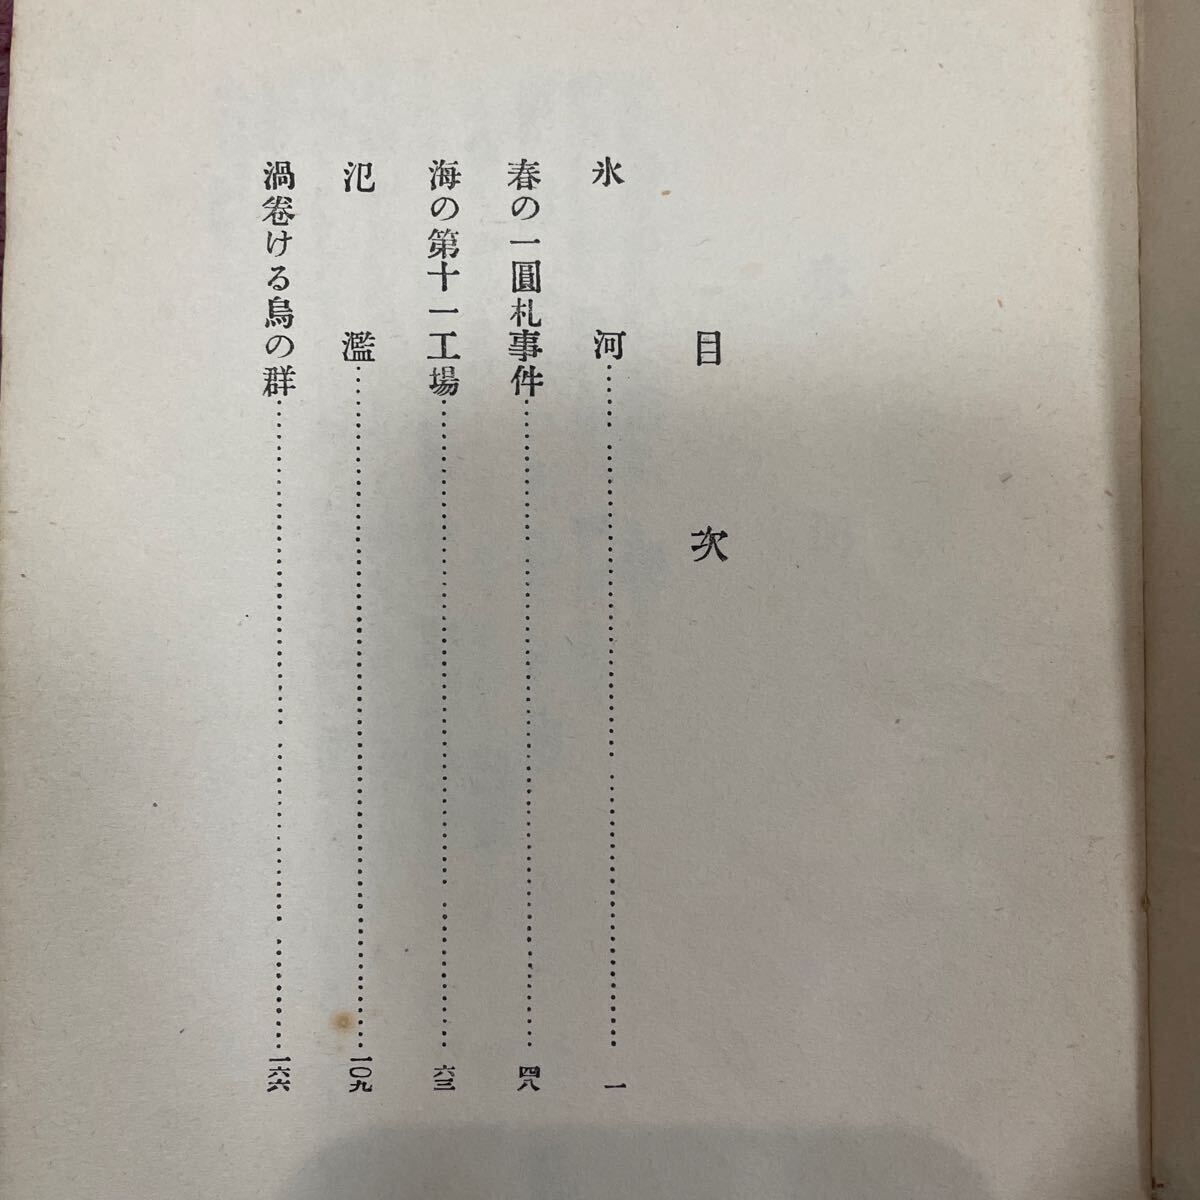 目次
氷河……一
春の一圓札事件……四八
海の第十一工場……六三
氾濫……一〇九
渦卷ける烏の群……一六六